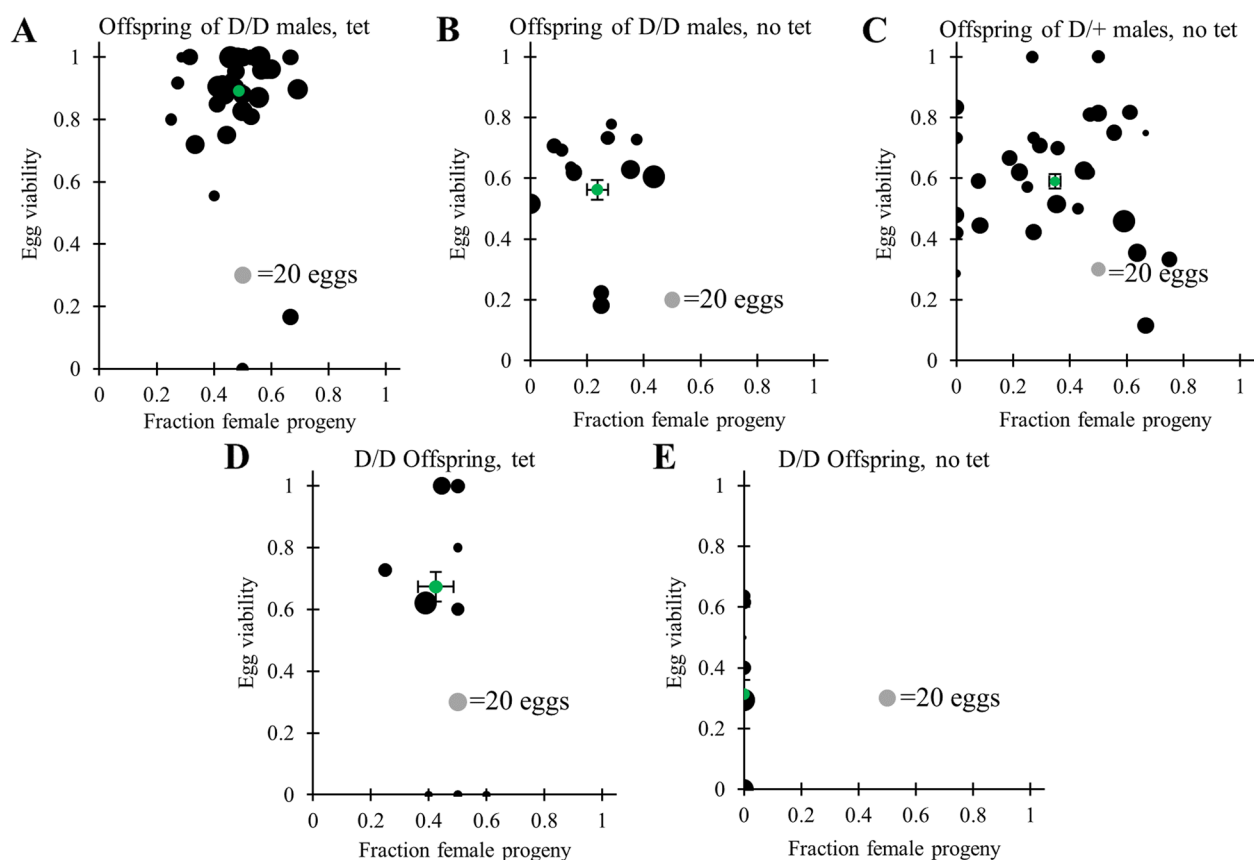 A
Offspring of D/D males, tet
1
0.8
0.6
0.4
0.2
0
Egg viability
=20 eggs
0
0.2
0.4
0.6
0.8
1
Fraction female progeny
B
Offspring of D/D males, no tet
1
0.8
0.6
0.4
0.2
0
Egg viability
=20 eggs
0
0.2
0.4
0.6
0.8
1
Fraction female progeny
C
Offspring of D/+ males, no tet
1
0.8
0.6
0.4
0.2
0
Egg viability
=20 eggs
0
0.2
0.4
0.6
0.8
1
Fraction female progeny
D
D/D Offspring, tet
1
0.8
0.6
0.4
0.2
0
Egg viability
=20 eggs
0
0.2
0.4
0.6
0.8
1
Fraction female progeny
E
D/D Offspring, no tet
1
0.8
0.6
0.4
0.2
0
Egg viability
=20 eggs
0
0.2
0.4
0.6
0.8
1
Fraction female progeny